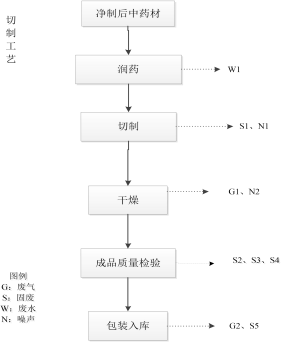 切制工艺
净制后中药材
润药
W1
切制
S1、N1
干燥
G1、N2
成品质量检验
S2、S3、S4
包装入库
G2、S5
图例
G：废气
S：固废
W：废水
N：噪声